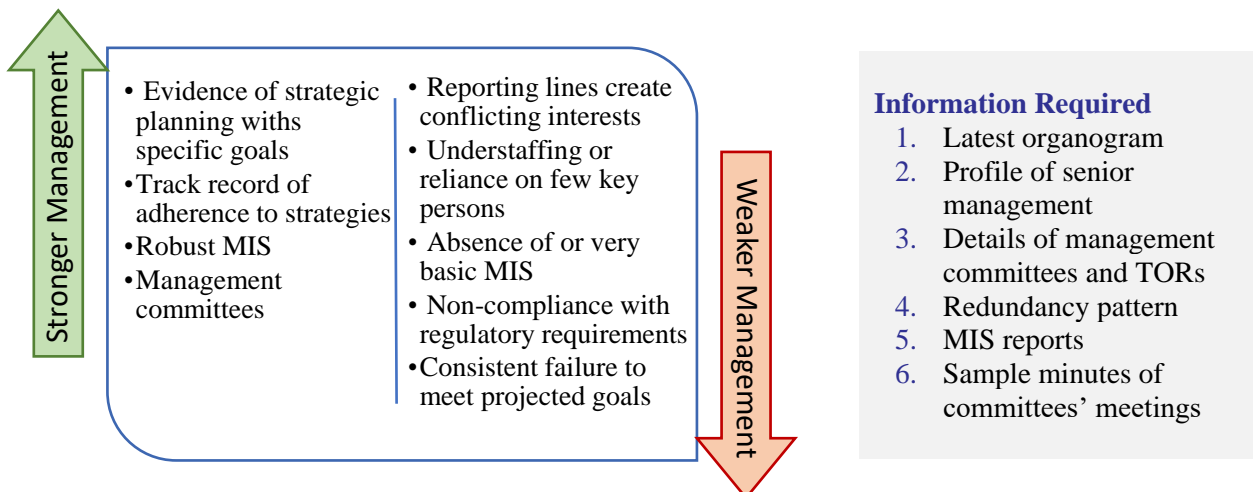 Stronger Management
• Evidence of strategic
planning withs
specific goals
•Track record of
adherence to strategies
•Robust MIS
•Management
committees
• Reporting lines create
conflicting interests
• Understaffing or
reliance on few key
persons
• Absence of or very
basic MIS
• Non-compliance with
regulatory requirements
•Consistent failure to
meet projected goals
Weaker Management
Information Required
1. Latest organogram
2. Profile of senior
management
3. Details of management
committees and TORs
4. Redundancy pattern
5. MIS reports
6. Sample minutes of
committees’ meetings